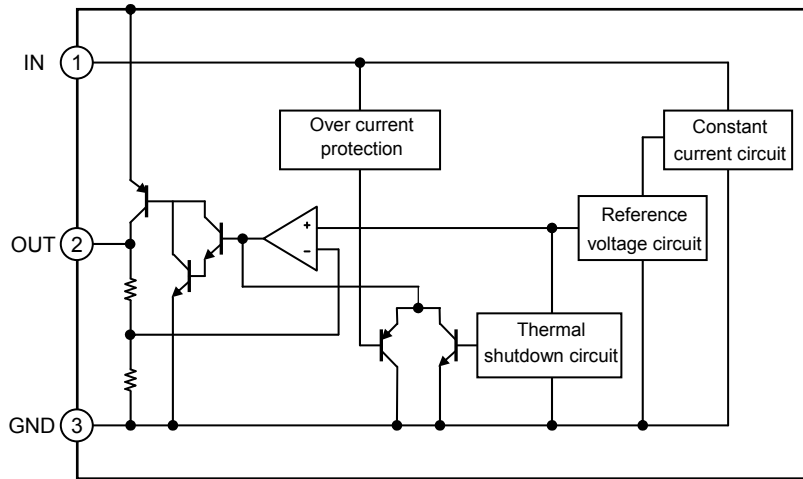 IN 1
Over current
protection
Constant
current circuit
Reference
voltage circuit
OUT 2
+
−
Thermal
shutdown circuit
GND 3